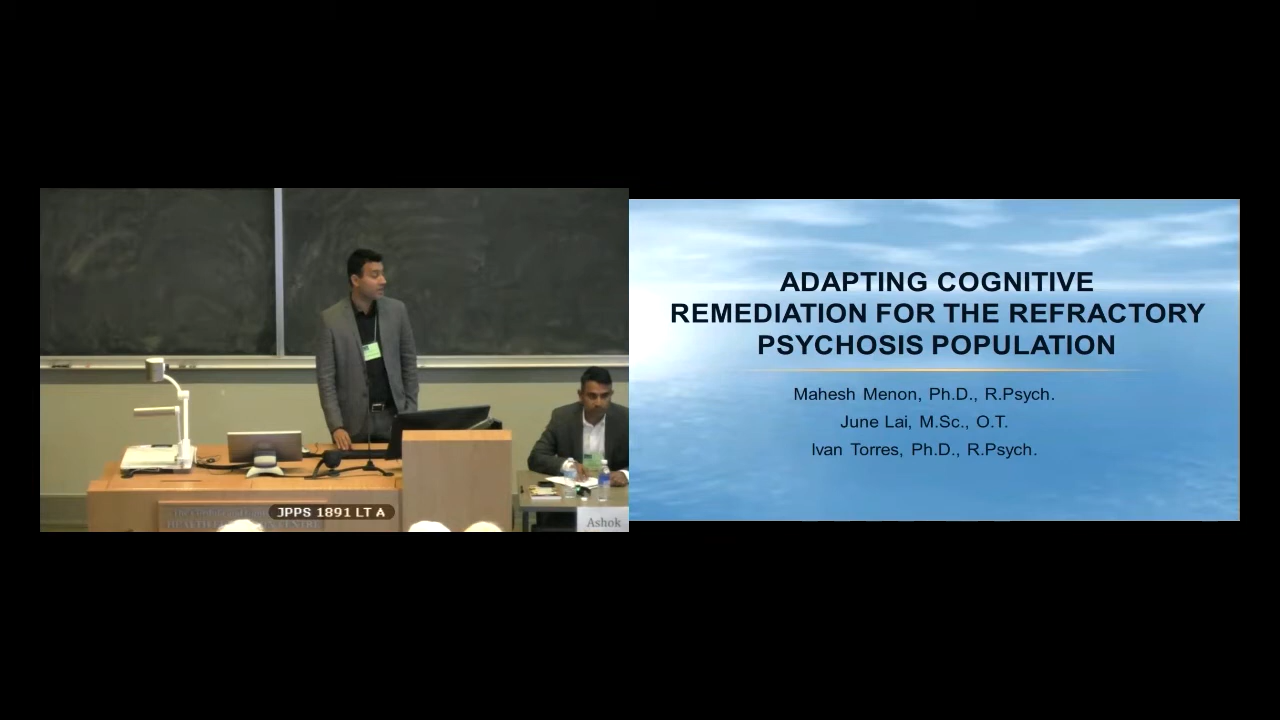 ADAPTING COGNITIVE
REMEDIATION FOR THE REFRACTORY
PSYCHOSIS POPULATION
Mahesh Menon, Ph.D., R.Psych.
June Lai, M.Sc., O.T.
Ivan Torres, Ph.D., R.Psych.
JPPS 1891 LT A
CENTRE
Ashok